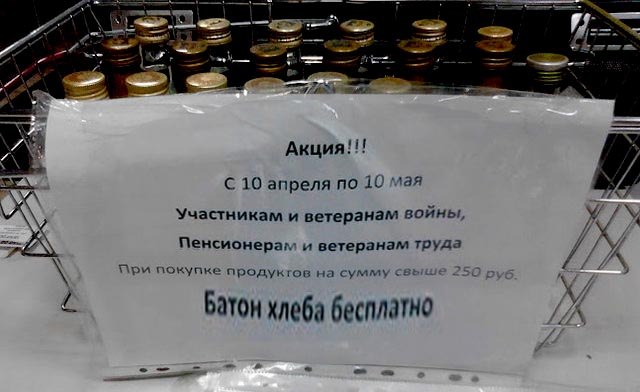 Акция!!!
С 10 апреля по 10 мая
Участникам и ветеранам войны,
Пенсионерам и ветеранам труда
При покупке продуктов на сумму свыше 250 руб.
Батон хлеба бесплатно